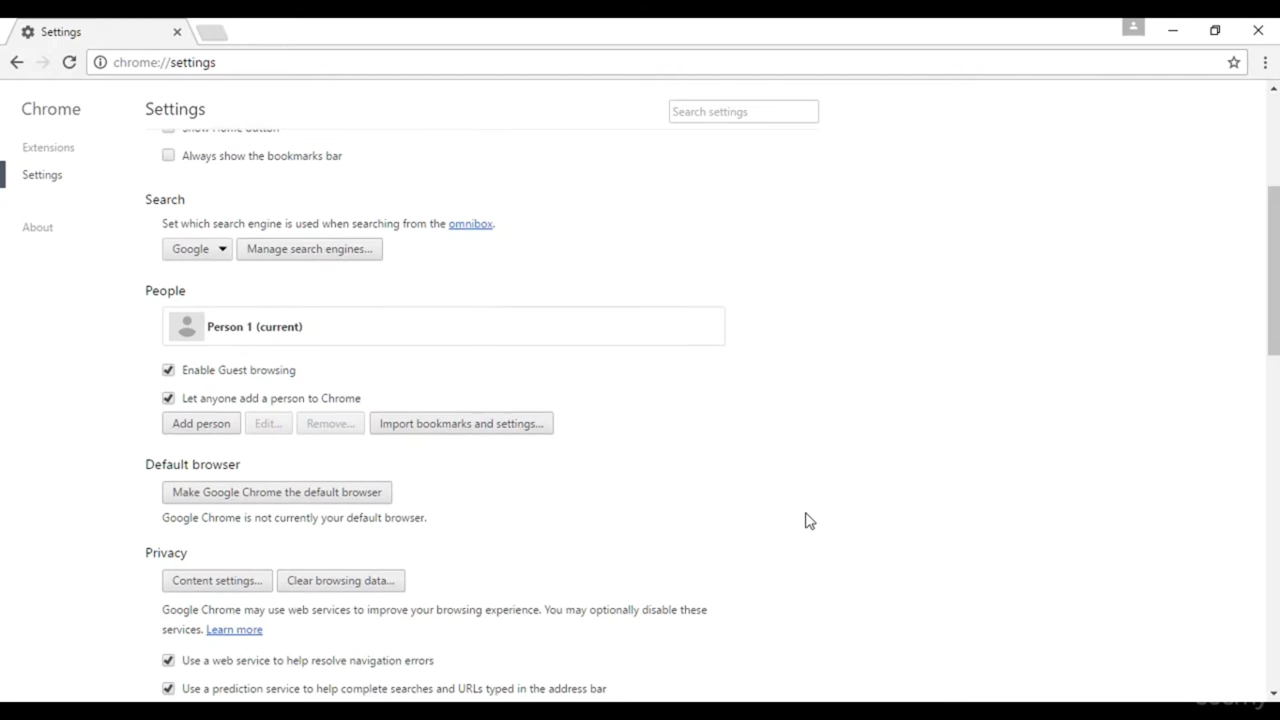 Settings
chrome://settings
Chrome
Settings
Search settings
Extensions
Show Home button
Always show the bookmarks bar
Settings
Search
Set which search engine is used when searching from the omnibox.
About
Google
Manage search engines...
People
Person 1 (current)
Enable Guest browsing
Let anyone add a person to Chrome
Add person
Edit...
Remove...
Import bookmarks and settings...
Default browser
Make Google Chrome the default browser
Google Chrome is not currently your default browser.
Privacy
Content settings...
Clear browsing data...
Google Chrome may use web services to improve your browsing experience. You may optionally disable these
services. Learn more
Use a web service to help resolve navigation errors
Use a prediction service to help complete searches and URLs typed in the address bar